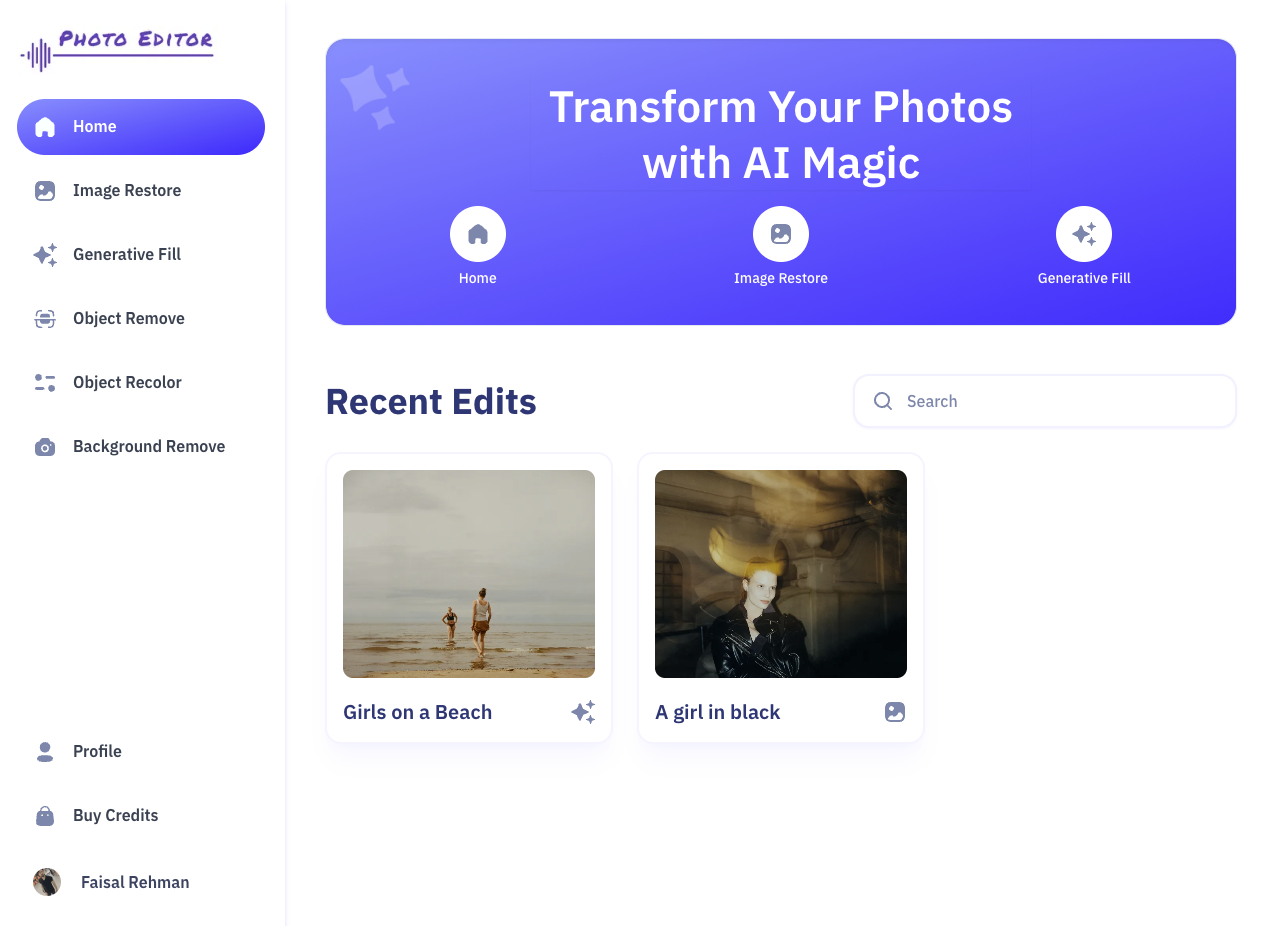 Photo Editor
Home
Image Restore
Generative Fill
Object Remove
Object Recolor
Background Remove
Profile
Buy Credits
Faisal Rehman
Transform Your Photos
with AI Magic
Home
Image Restore
Generative Fill
Recent Edits
Search
Girls on a Beach
A girl in black